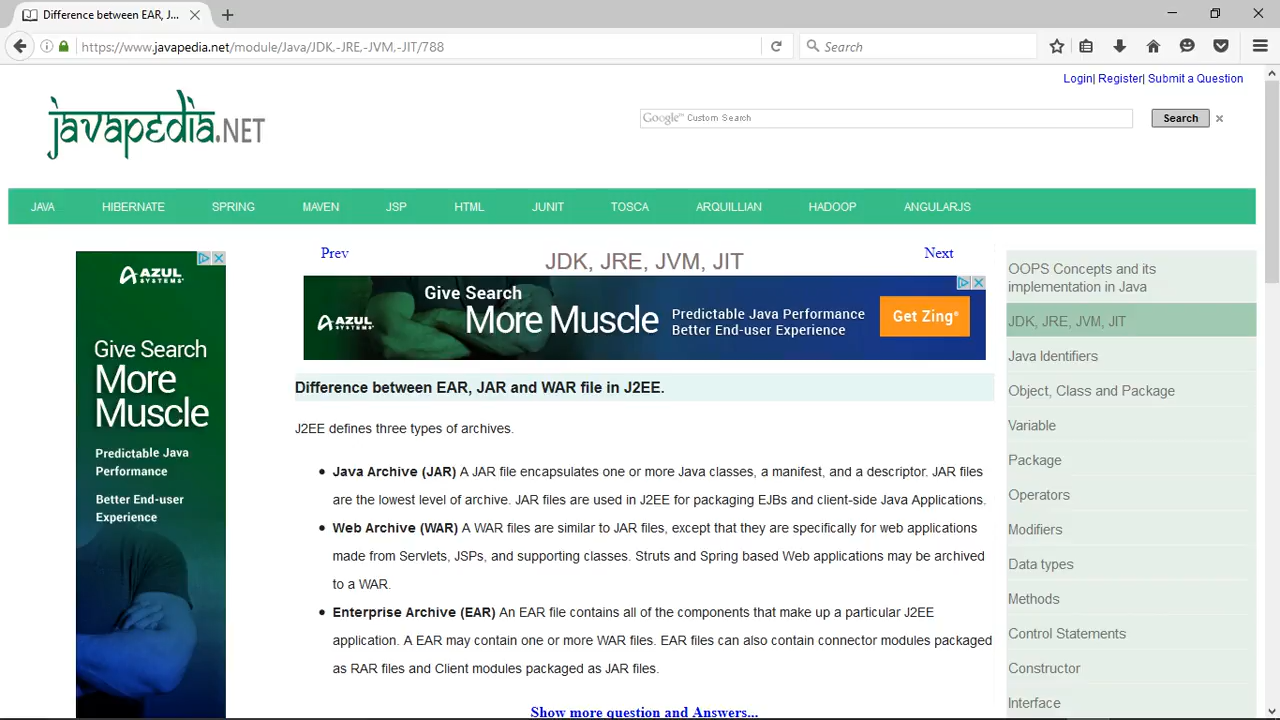 Difference between EAR, J...
https://www.javapedia.net/module/Java/JDK,-JRE,-JVM,-JIT/788
Search
Login| Register| Submit a Question
javapedia.NET
Google™ Custom Search
Search
JAVA HIBERNATE SPRING MAVEN JSP HTML JUNIT TOSCA ARQUILLIAN HADOOP ANGULARJS
AZUL
SYSTEMS
Give Search
More
Muscle
Predictable Java
Performance
Better End-user
Experience
Prev
JDK, JRE, JVM, JIT
Next
AZUL
SYSTEMS
Give Search
More Muscle
Predictable Java Performance
Better End-user Experience
Get Zing®
Difference between EAR, JAR and WAR file in J2EE.
J2EE defines three types of archives.
• Java Archive (JAR) A JAR file encapsulates one or more Java classes, a manifest, and a descriptor. JAR files
are the lowest level of archive. JAR files are used in J2EE for packaging EJBs and client-side Java Applications.
• Web Archive (WAR) A WAR files are similar to JAR files, except that they are specifically for web applications
made from Servlets, JSPs, and supporting classes. Struts and Spring based Web applications may be archived
to a WAR.
• Enterprise Archive (EAR) An EAR file contains all of the components that make up a particular J2EE
application. A EAR may contain one or more WAR files. EAR files can also contain connector modules packaged
as RAR files and Client modules packaged as JAR files.
Show more question and Answers...
OOPS Concepts and its
implementation in Java
JDK, JRE, JVM, JIT
Java Identifiers
Object, Class and Package
Variable
Package
Operators
Modifiers
Data types
Methods
Control Statements
Constructor
Interface